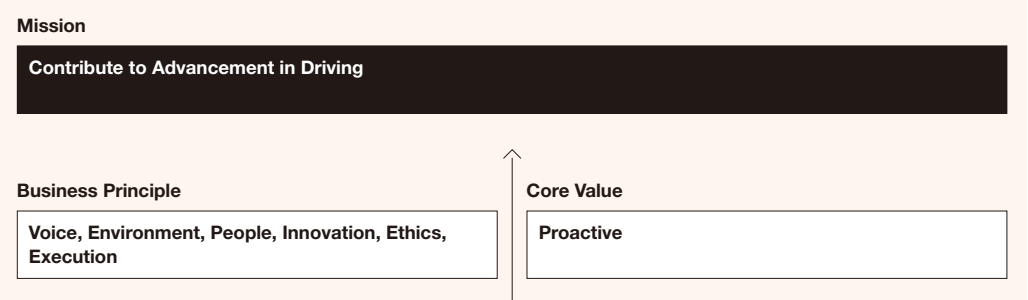 Mission
Contribute to Advancement in Driving
Business Principle
Voice, Environment, People, Innovation, Ethics,
Execution
Core Value
Proactive